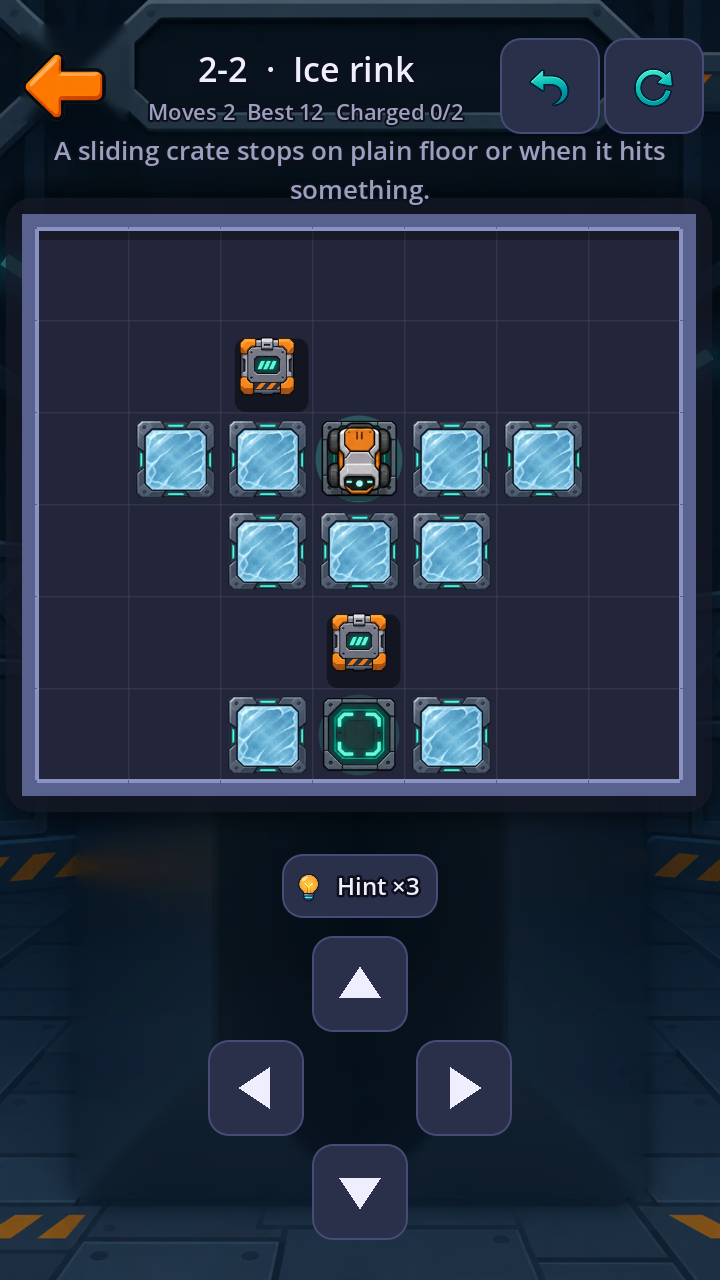 2-2 · Ice rink
Moves 2 Best 12 Charged 0/2
A sliding crate stops on plain floor or when it hits
something.
Hint ×3